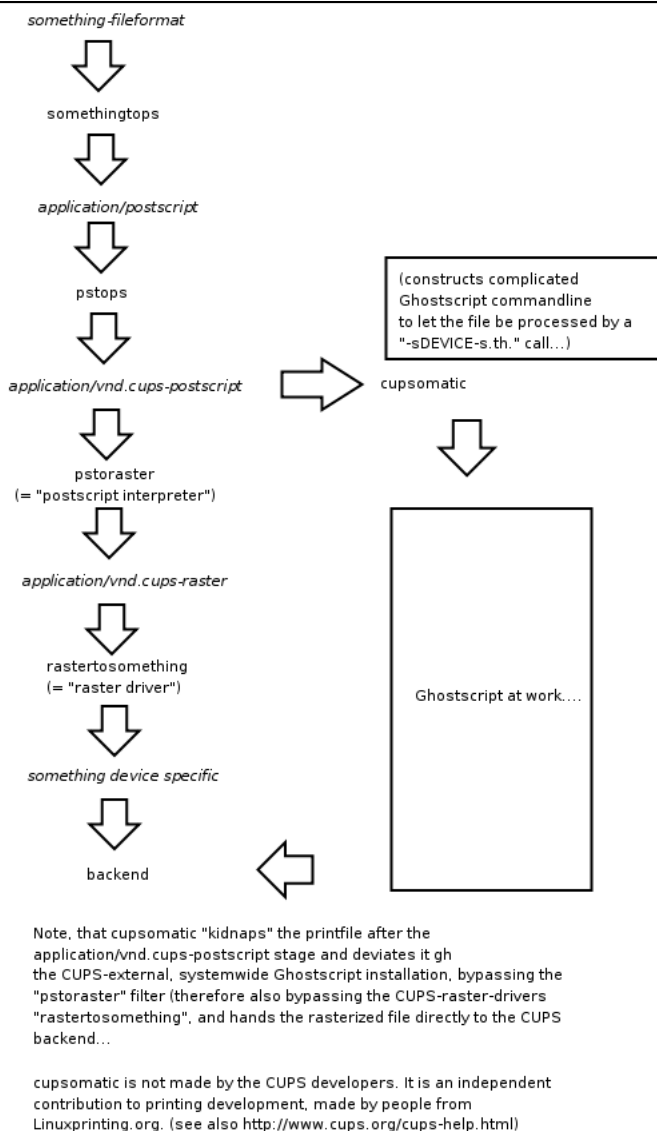 something-fileformat
somethingtops
application/postscript
pstops
(constructs complicated
Ghostscript commandline
to let the file be processed by a
"-sDEVICE-s.th." call...)
application/vnd.cups-postscript
cupsomatic
pstoraster
(= "postscript interpreter")
application/vnd.cups-raster
rastertosomething
(= "raster driver")
Ghostscript at work....
something device specific
backend
Note, that cupsomatic "kidnaps" the printfile after the
application/vnd.cups-postscript stage and deviates it gh
the CUPS-external, systemwide Ghostscript installation, bypassing the
"pstoraster" filter (therefore also bypassing the CUPS-raster-drivers
"rastertosomething", and hands the rasterized file directly to the CUPS
backend...
cupsomatic is not made by the CUPS developers. It is an independent
contribution to printing development, made by people from
Linuxprinting.org. (see also http://www.cups.org/cups-help.html)